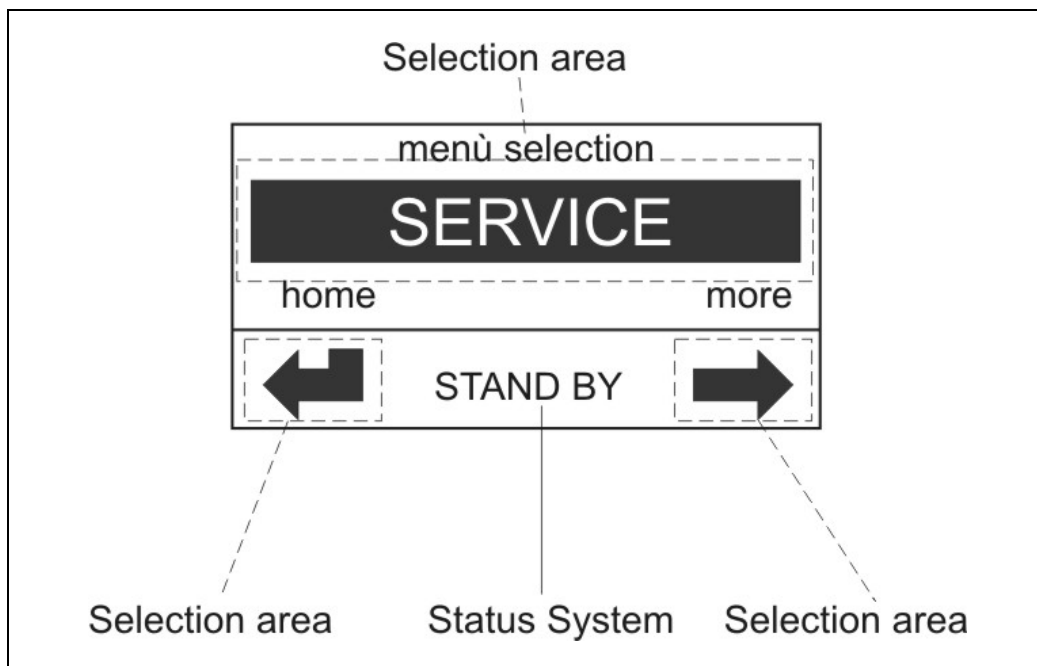 Selection area
menù selection
SERVICE
home more
STAND BY
Selection area Status System Selection area